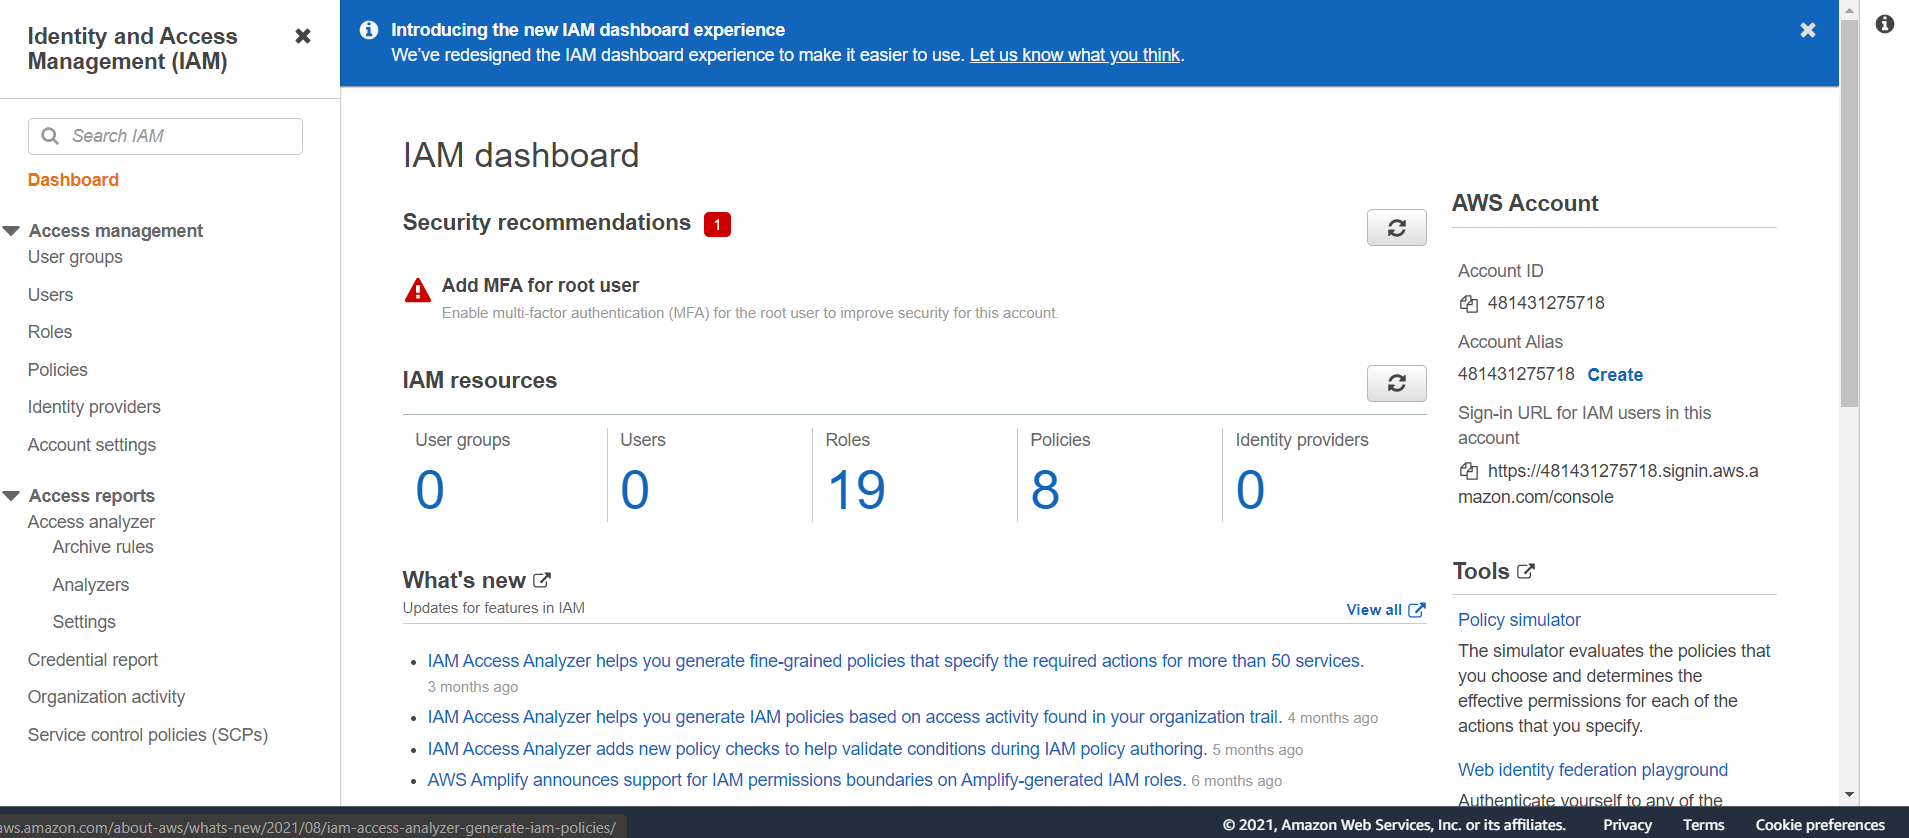 Identity and Access
Management (IAM)
Search IAM
Dashboard
Access management
User groups
Users
Roles
Policies
Identity providers
Account settings
Access reports
Access analyzer
Archive rules
Analyzers
Settings
Credential report
Organization activity
Service control policies (SCPs)
Introducing the new IAM dashboard experience
We've redesigned the IAM dashboard experience to make it easier to use. Let us know what you think.
IAM dashboard
Security recommendations 1
Add MFA for root user
Enable multi-factor authentication (MFA) for the root user to improve security for this account.
IAM resources
User groups
0
Users
0
Roles
19
Policies
8
Identity providers
0
What's new
Updates for features in IAM
View all
IAM Access Analyzer helps you generate fine-grained policies that specify the required actions for more than 50 services.
3 months ago
IAM Access Analyzer helps you generate IAM policies based on access activity found in your organization trail. 4 months ago
IAM Access Analyzer adds new policy checks to help validate conditions during IAM policy authoring. 5 months ago
AWS Amplify announces support for IAM permissions boundaries on Amplify-generated IAM roles. 6 months ago
AWS Account
Account ID
481431275718
Account Alias
481431275718 Create
Sign-in URL for IAM users in this
account
https://481431275718.signin.aws.a
mazon.com/console
Tools
Policy simulator
The simulator evaluates the policies that
you choose and determines the
effective permissions for each of the
actions that you specify.
Web identity federation playground
Authenticate yourself to any of the
aws.amazon.com/about-aws/whats-new/2021/08/iam-access-analyzer-generate-iam-policies/
© 2021, Amazon Web Services, Inc. or its affiliates. Privacy Terms Cookie preferences